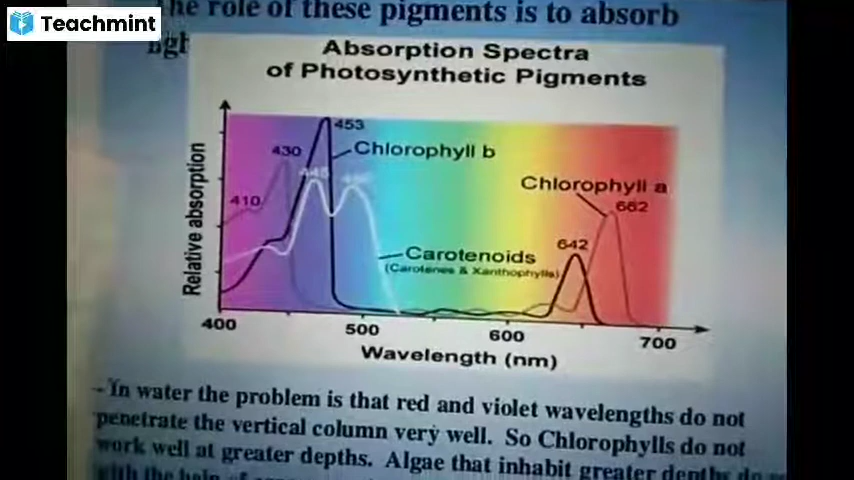 Teachmint
The role of these pigments is to absorb
Absorption Spectra
of Photosynthetic Pigments
453
430
Chlorophyll b
410
Chlorophyll a
662
642
Carotenoids
(Carotenes & Xanthophylls)
Relative absorption
400
500
600
700
Wavelength (nm)
- In water the problem is that red and violet wavelengths do not
penetrate the vertical column very well. So Chlorophylls do not
work well at greater depths. Algae that inhabit greater depths do